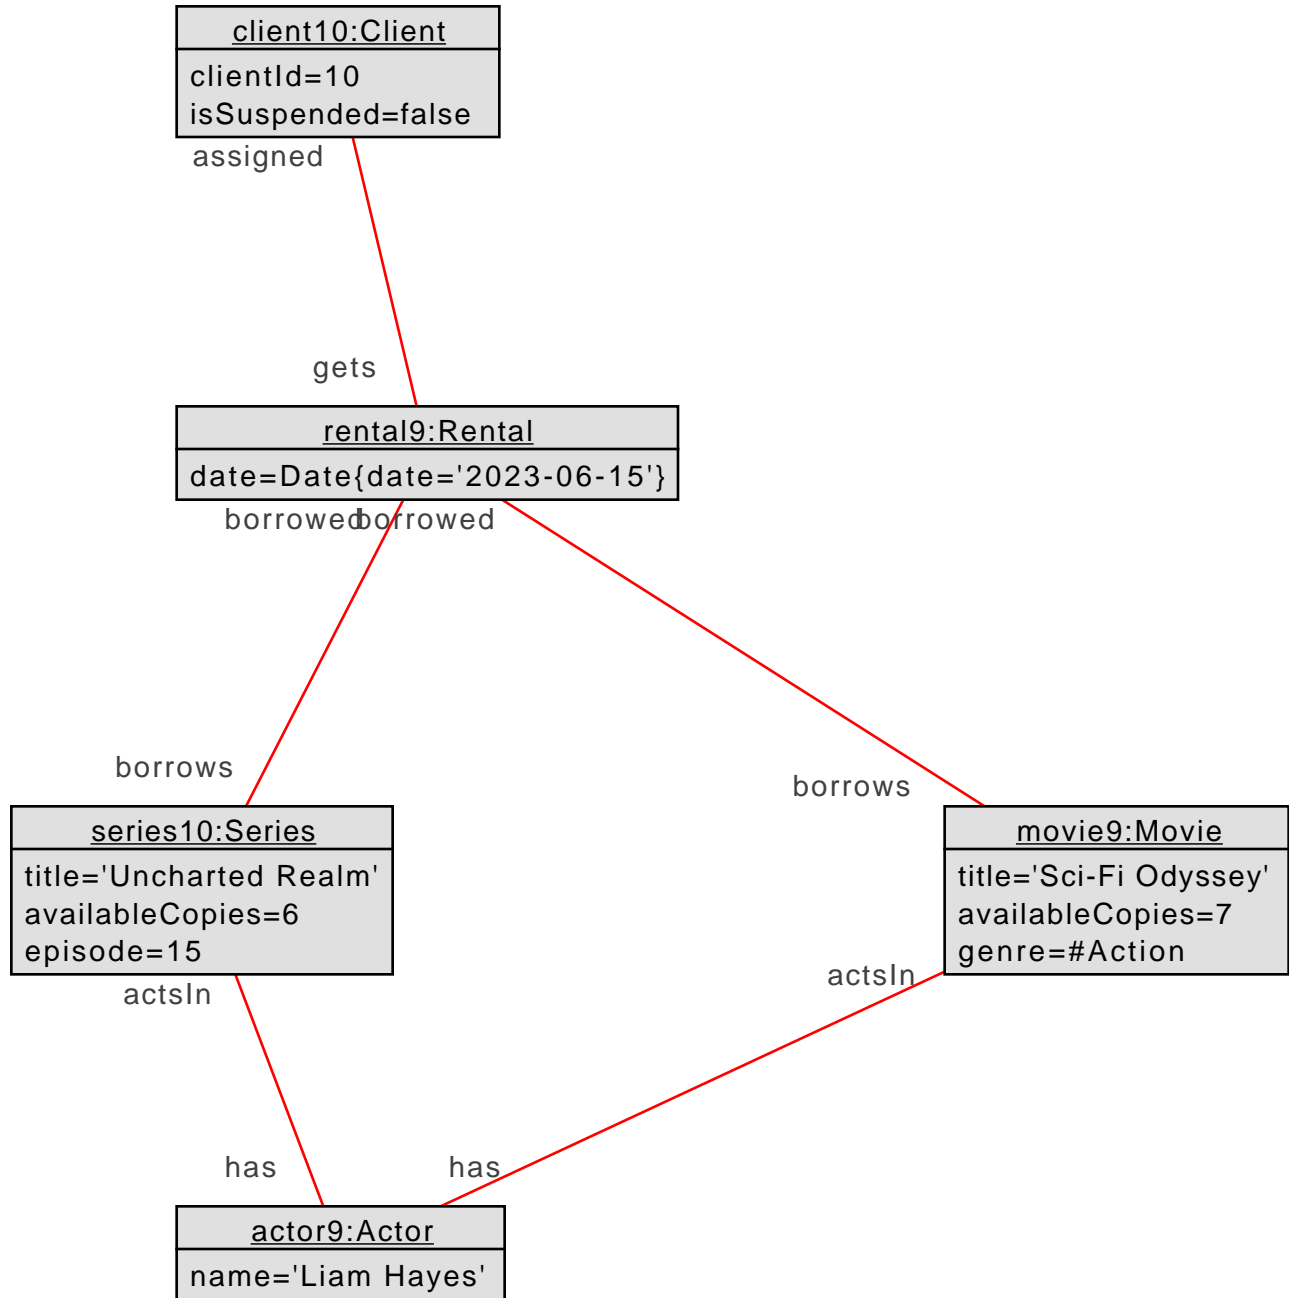 client10:Client
clientId=10
isSuspended=false
assigned
gets
rental9:Rental
date=Date{date='2023-06-15'}
borrowed borrowed
borrows
borrows
series10:Series
title='Uncharted Realm'
availableCopies=6
episode=15
movie9:Movie
title='Sci-Fi Odyssey'
availableCopies=7
genre=#Action
actsIn
actsIn
has
has
actor9:Actor
name='Liam Hayes'